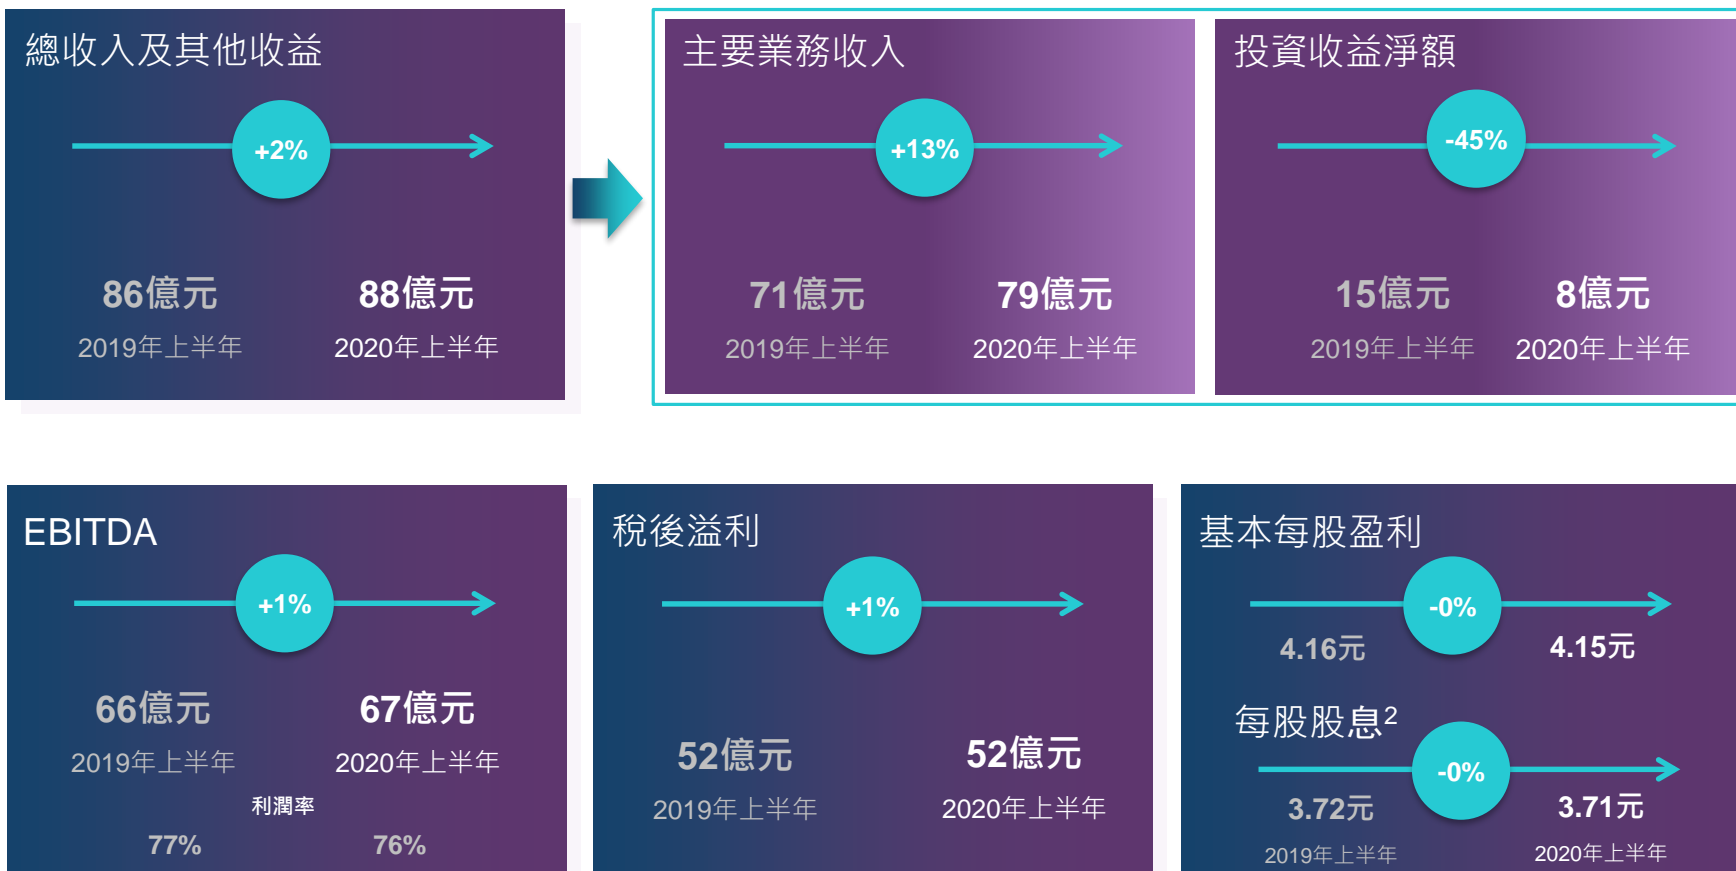 總收入及其他收益
+2%
86億元 88億元
2019年上半年 2020年上半年
主要業務收入
+13%
71億元 79億元
2019年上半年 2020年上半年
投資收益淨額
-45%
15億元 8億元
2019年上半年 2020年上半年
EBITDA
+1%
66億元 67億元
2019年上半年 2020年上半年
利潤率
77% 76%
稅後溢利
+1%
52億元 52億元
2019年上半年 2020年上半年
基本每股盈利
-0%
4.16元 4.15元
每股股息2
-0%
3.72元 3.71元
2019年上半年 2020年上半年